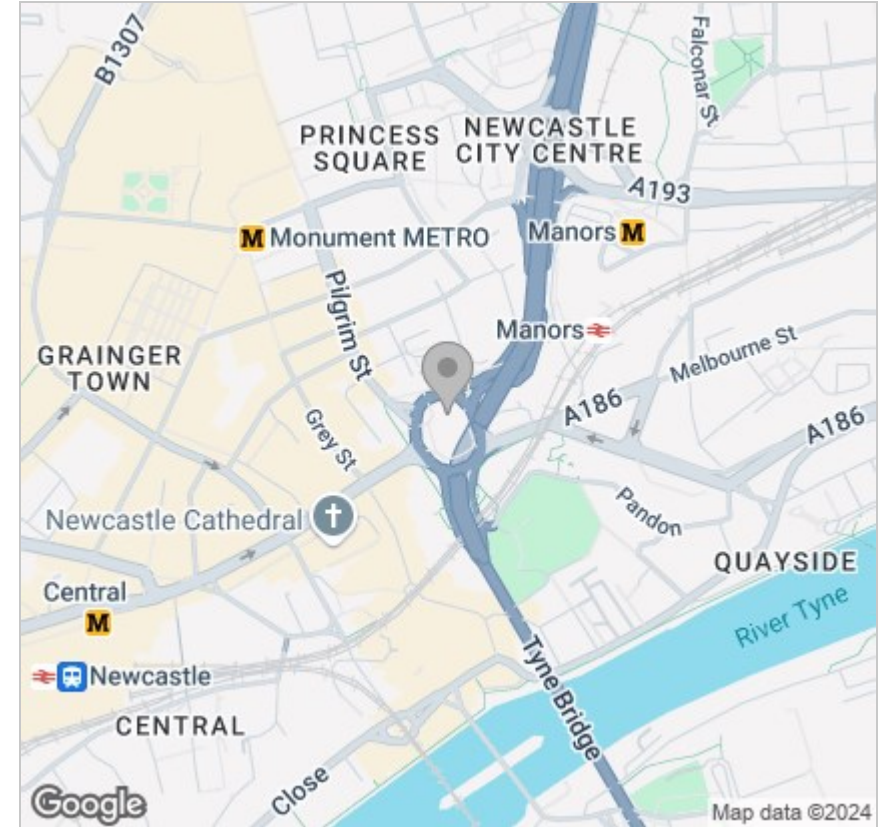 B1307
Falconar St
PRINCESS
SQUARE
NEWCASTLE
CITY CENTRE
A193
M Monument METRO
Manors M
Pilgrim St
Manors
Melbourne St
GRAINGER
TOWN
A186
A186
Grey St
Newcastle Cathedral
Pandon
QUAYSIDE
Central
M
River Tyne
Newcastle
Tyne Bridge
CENTRAL
Close
Google
Map data ©2024